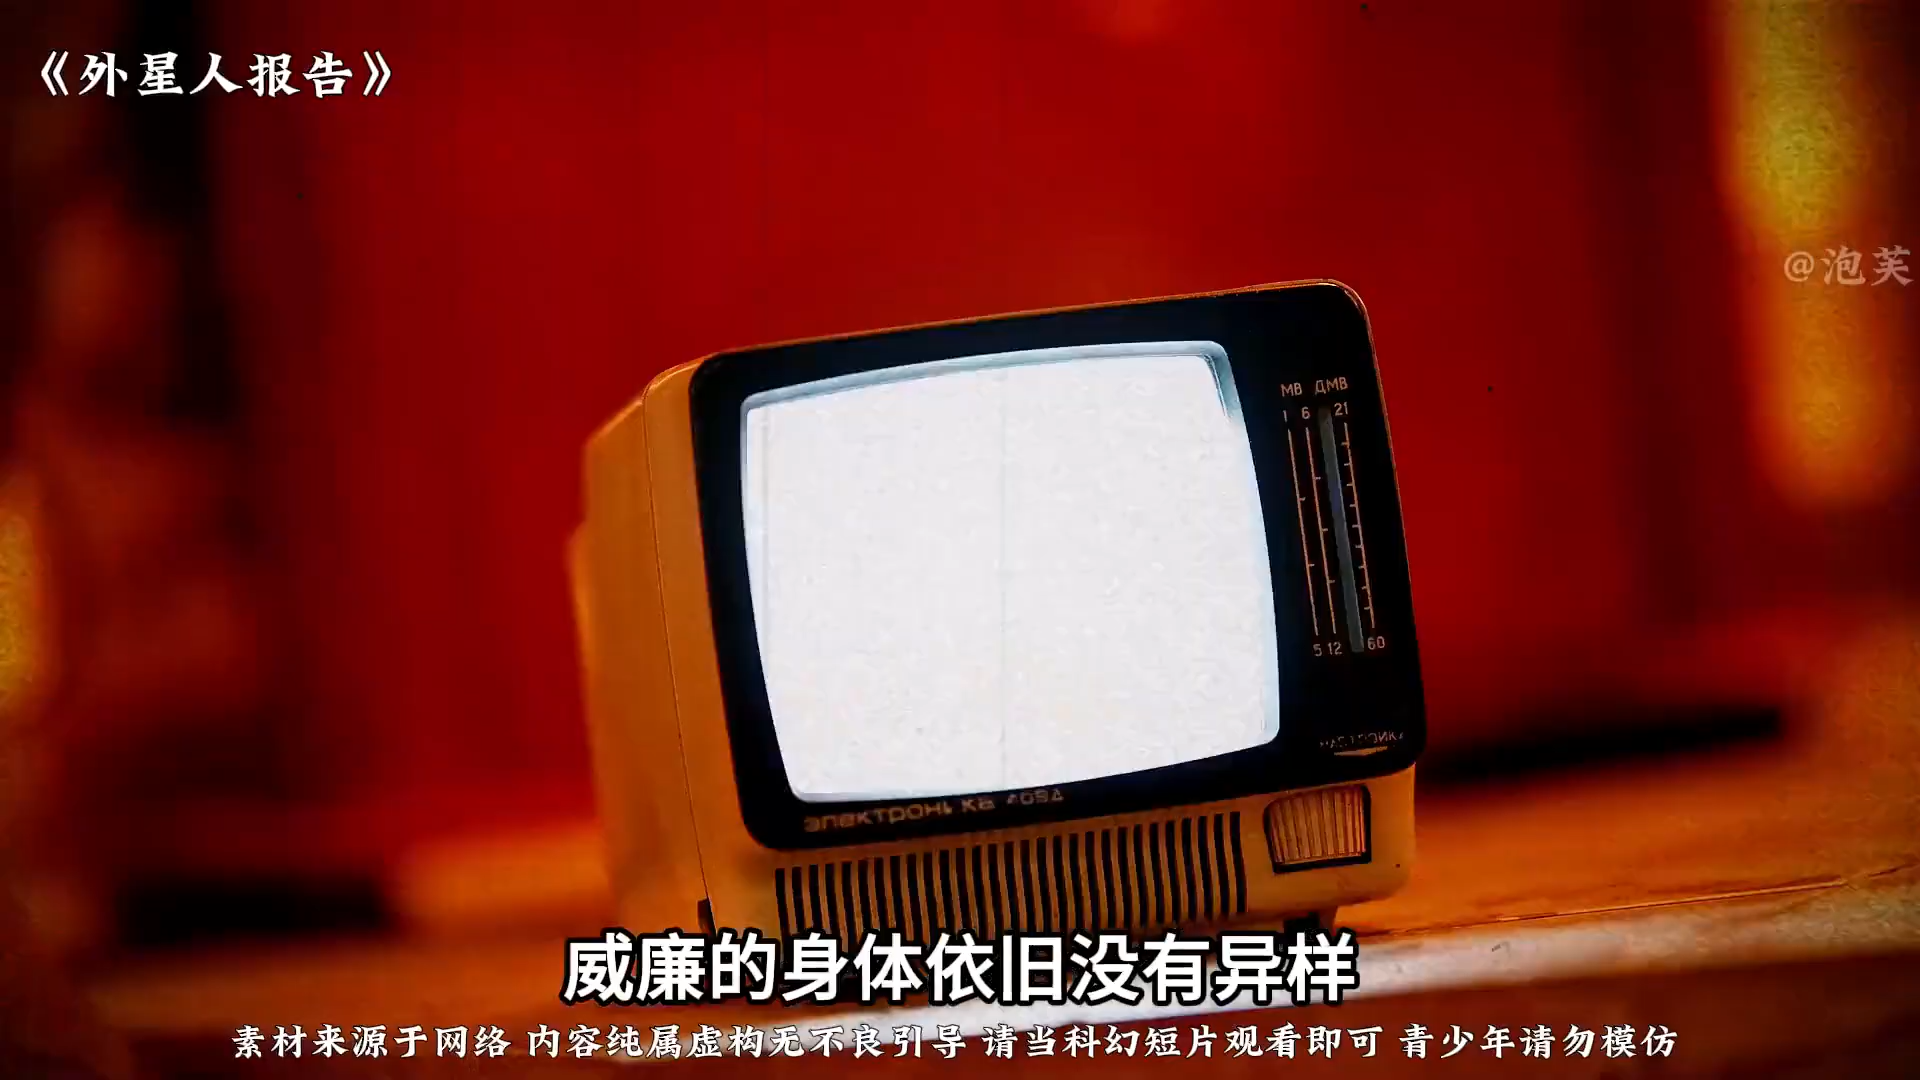 《外星人报告》
@泡芙
МВ ДМВ
1 6 21
5 12 60
НАСТРОЙКА
威廉的身体依旧没有异样
素材来源于网络 内容纯属虚构无不良引导 请当科幻短片观看即可 青少年请勿模仿